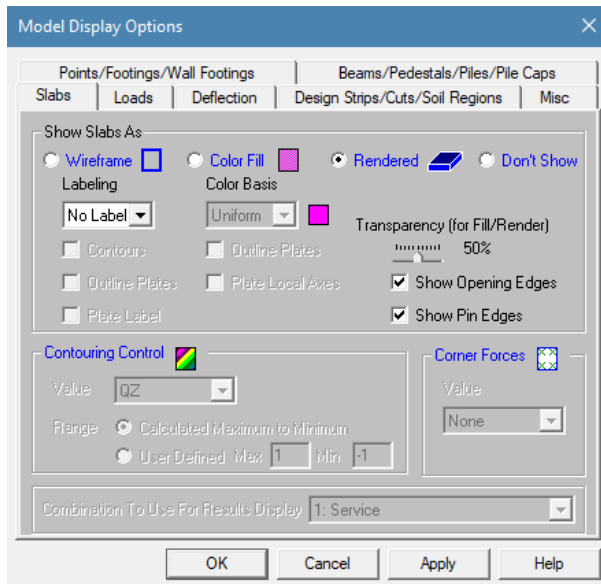 Model Display Options
Points/Footings/Wall Footings Beams/Pedestals/Piles/Pile Caps
Slabs Loads Deflection Design Strips/Cuts/Soil Regions Misc
Show Slabs As
Wireframe Color Fill Rendered Don't Show
Labeling Color Basis
No Label Uniform Transparency (for Fill/Render)
Contours Outline Plates 50%
Outline Plates Plate Local Axes Show Opening Edges
Plate Label Show Pin Edges
Contouring Control Corner Forces
Value QZ Value
Range Calculated Maximum to Minimum None
User Defined Max 1 Min -1
Combination To Use For Results Display 1: Service
OK Cancel Apply Help